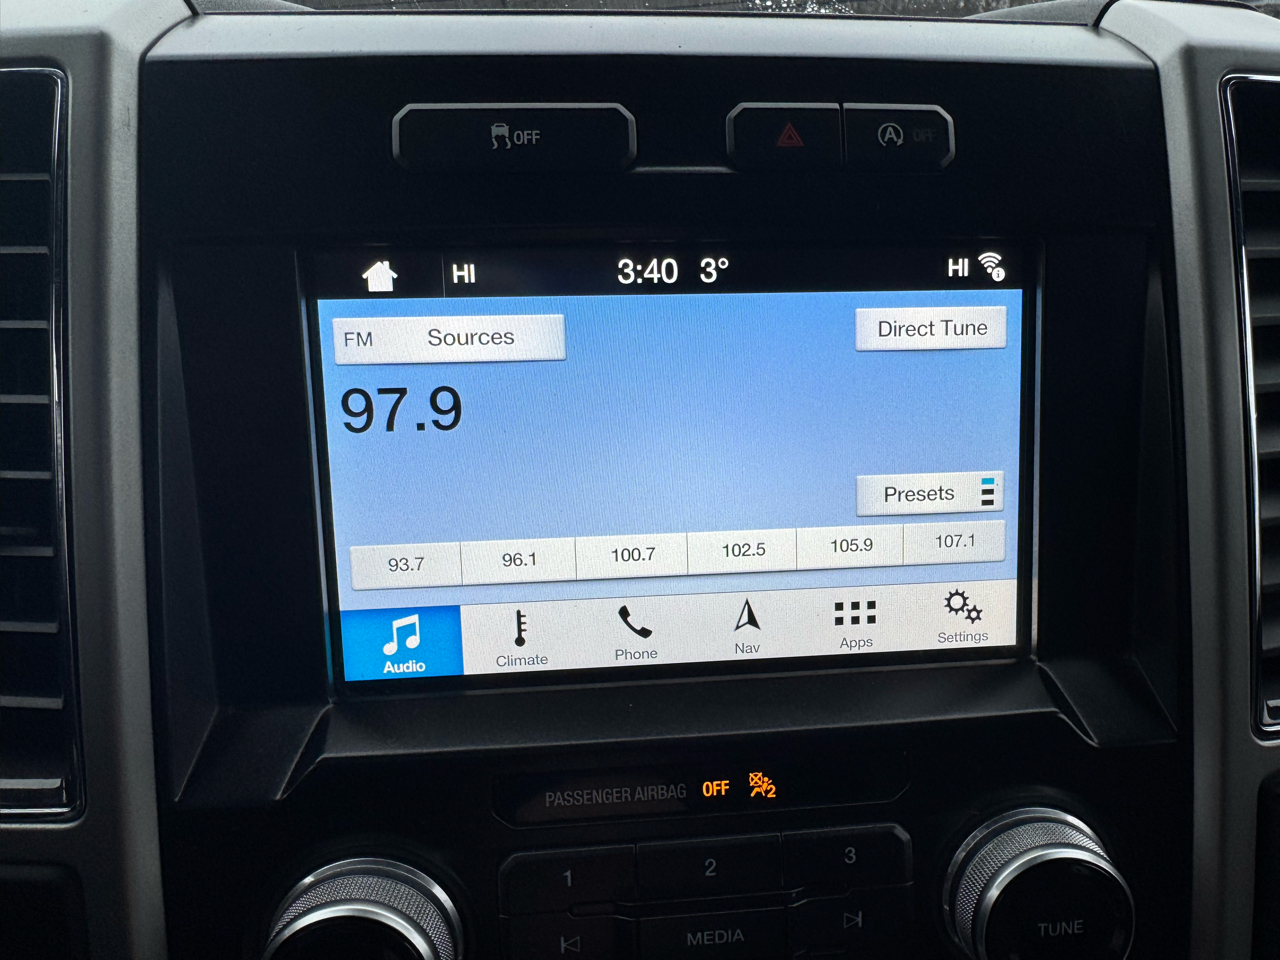 OFF
A OFF
HI 3:40 3° HI
FM Sources Direct Tune
97.9
Presets
93.7 96.1 100.7 102.5 105.9 107.1
Audio Climate Phone Nav Apps Settings
PASSENGER AIRBAG OFF 2
1 2 3
MEDIA
TUNE